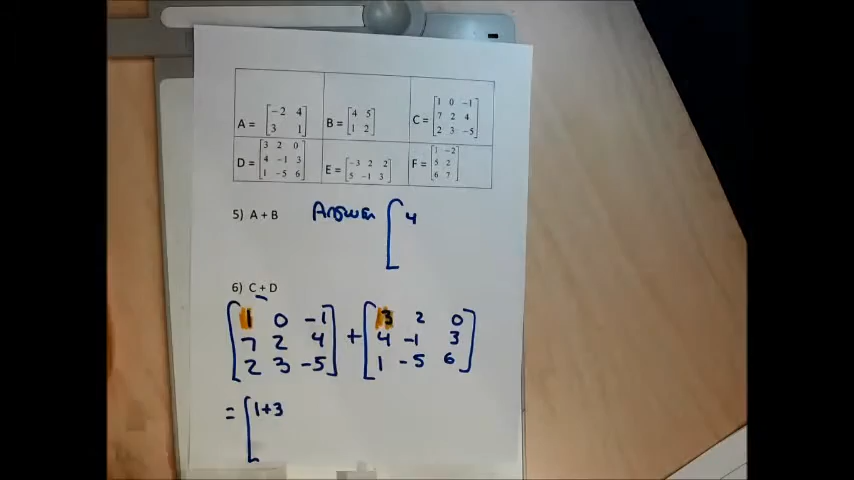 A = [-2 4 B = [4 5] C = [1 0 -1
3 1] 1 2] 7 2 4
2 3 -5]
D = [3 2 0 E = [-3 2 2 F = [1 -2
4 -1 3 5 -1 3] 5 2
1 -5 6] 6 7]
5) A + B Answer [4
6) C + D
[1 0 -1 + [3 2 0
7 2 4 4 -1 3
2 3 -5] 1 -5 6]
= [1+3